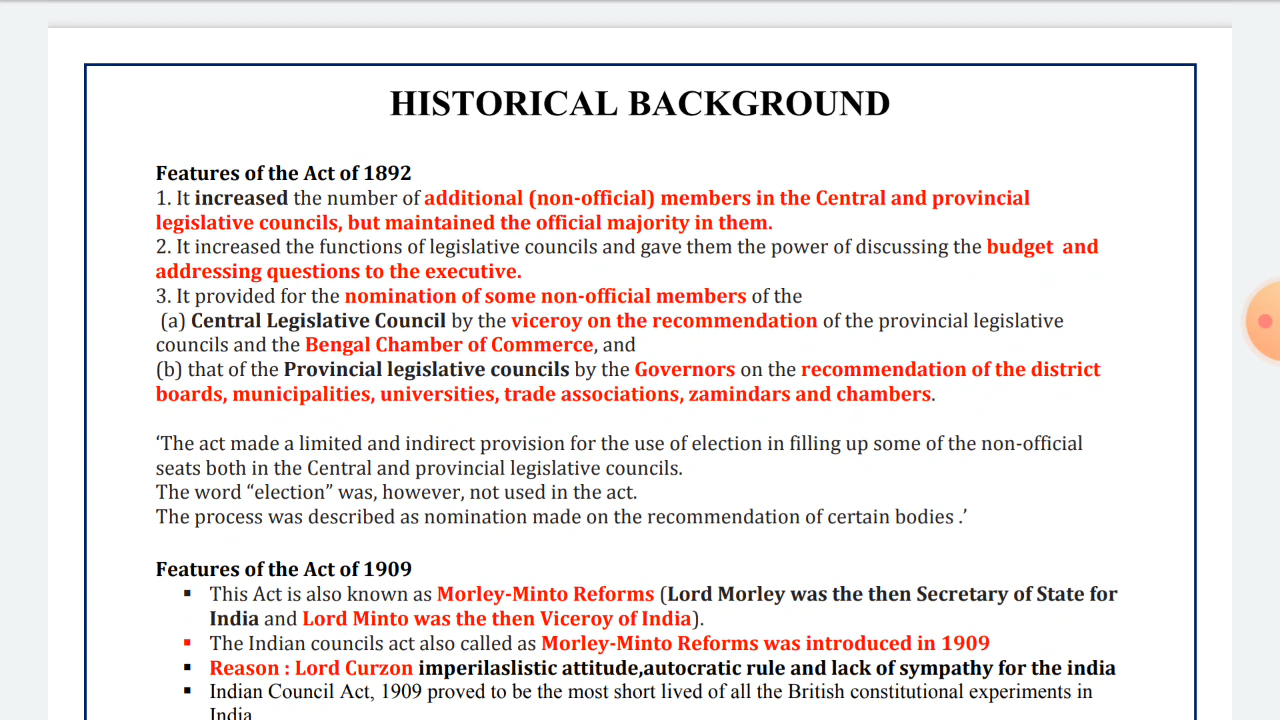 HISTORICAL BACKGROUND
Features of the Act of 1892
1. It increased the number of additional (non-official) members in the Central and provincial
legislative councils, but maintained the official majority in them.
2. It increased the functions of legislative councils and gave them the power of discussing the budget and
addressing questions to the executive.
3. It provided for the nomination of some non-official members of the
(a) Central Legislative Council by the viceroy on the recommendation of the provincial legislative
councils and the Bengal Chamber of Commerce, and
(b) that of the Provincial legislative councils by the Governors on the recommendation of the district
boards, municipalities, universities, trade associations, zamindars and chambers.
‘The act made a limited and indirect provision for the use of election in filling up some of the non-official
seats both in the Central and provincial legislative councils.
The word “election” was, however, not used in the act.
The process was described as nomination made on the recommendation of certain bodies .’
Features of the Act of 1909
▪ This Act is also known as Morley-Minto Reforms (Lord Morley was the then Secretary of State for
India and Lord Minto was the then Viceroy of India).
▪ The Indian councils act also called as Morley-Minto Reforms was introduced in 1909
▪ Reason : Lord Curzon imperilaslistic attitude,autocratic rule and lack of sympathy for the india
▪ Indian Council Act, 1909 proved to be the most short lived of all the British constitutional experiments in
India